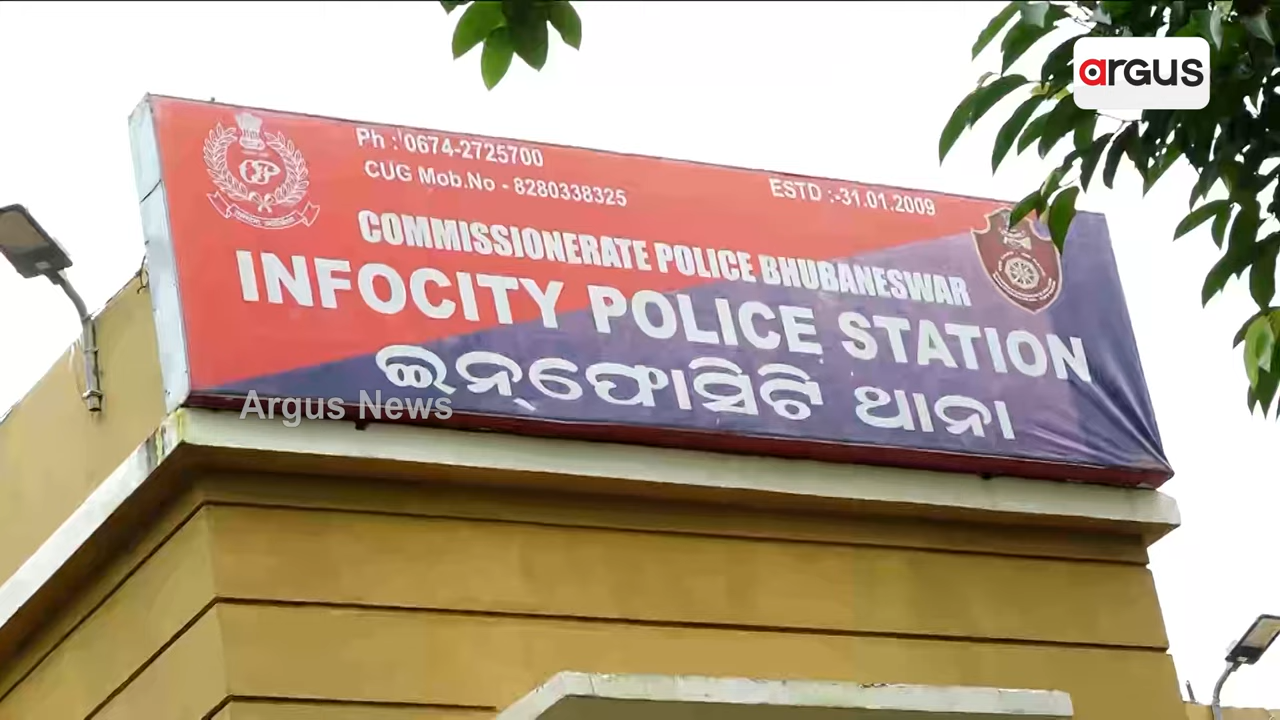 argus
Ph : 0674-2725700
CUG Mob.No - 8280338325
ESTD :-31.01.2009
COMMISSIONERATE POLICE BHUBANESWAR
INFOCITY POLICE STATION
ଇନ୍‌ଫୋସିଟି ଥାନା
Argus News